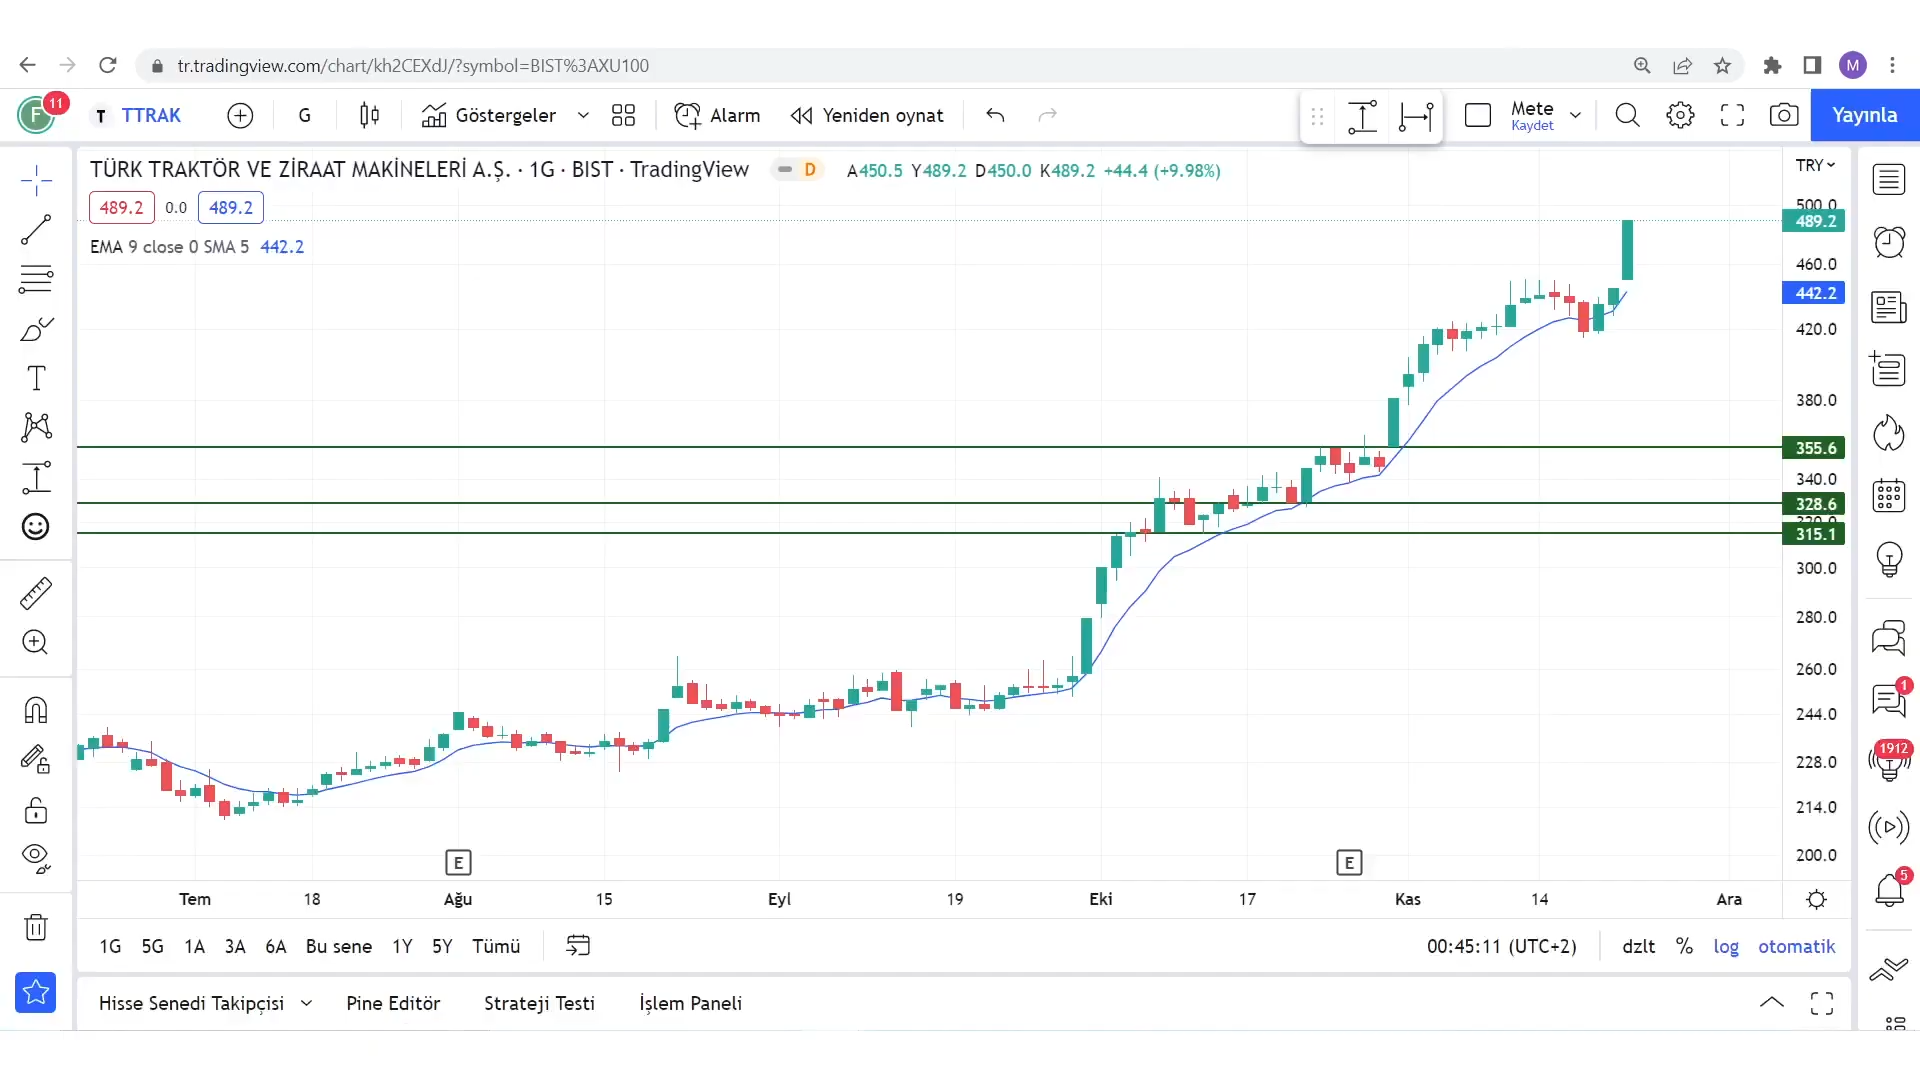 tr.tradingview.com/chart/kh2CEXdJ/?symbol=BIST%3AXU100
M
F 11
T TTRAK
G
Göstergeler
Alarm
Yeniden oynat
Mete
Kaydet
Yayınla
TÜRK TRAKTÖR VE ZİRAAT MAKİNELERİ A.Ş. · 1G · BIST · TradingView
D
A450.5 Y489.2 D450.0 K489.2 +44.4 (+9.98%)
TRY
489.2 0.0 489.2
EMA 9 close 0 SMA 5 442.2
500.0
489.2
460.0
442.2
420.0
380.0
355.6
340.0
328.6
315.1
300.0
280.0
260.0
244.0
228.0
214.0
200.0
E
E
Tem 18 Ağu 15 Eyl 19 Eki 17 Kas 14 Ara
1G 5G 1A 3A 6A Bu sene 1Y 5Y Tümü
00:45:11 (UTC+2) dzlt % log otomatik
Hisse Senedi Takipçisi Pine Editör Strateji Testi İşlem Paneli
1
1912
5